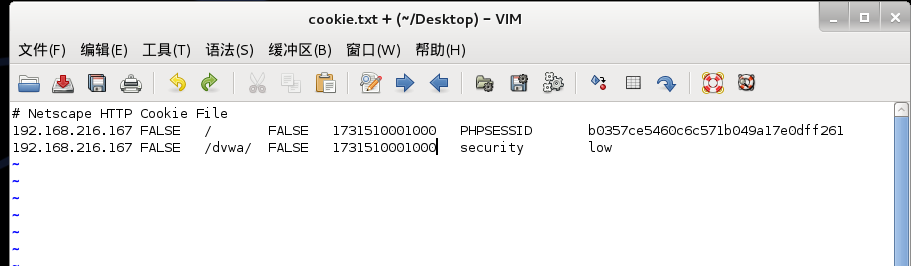 cookie.txt + (~/Desktop) – VIM
文件(F) 编辑(E) 工具(T) 语法(S) 缓冲区(B) 窗口(W) 帮助(H)
# Netscape HTTP Cookie File
192.168.216.167 FALSE / FALSE 1731510001000 PHPSESSID b0357ce5460c6c571b049a17e0dff261
192.168.216.167 FALSE /dvwa/ FALSE 1731510001000 security low
~
~
~
~
~
~